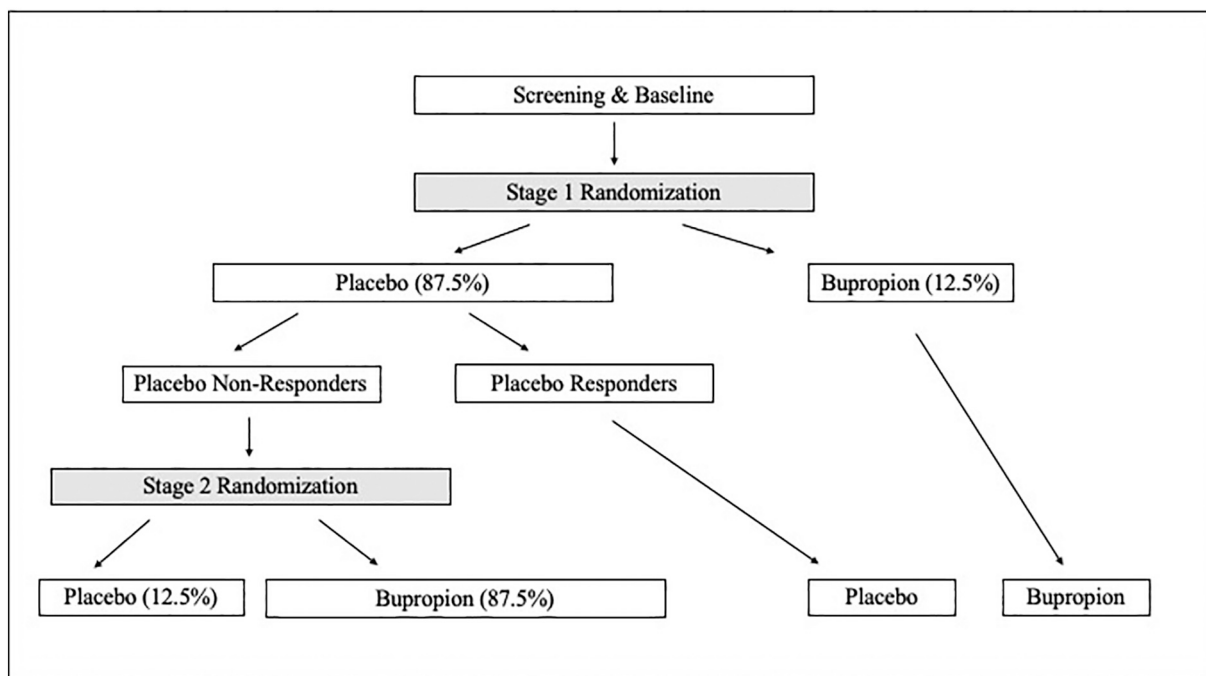 Screening & Baseline
Stage 1 Randomization
Placebo (87.5%)
Bupropion (12.5%)
Placebo Non-Responders
Placebo Responders
Stage 2 Randomization
Placebo (12.5%)
Bupropion (87.5%)
Placebo
Bupropion